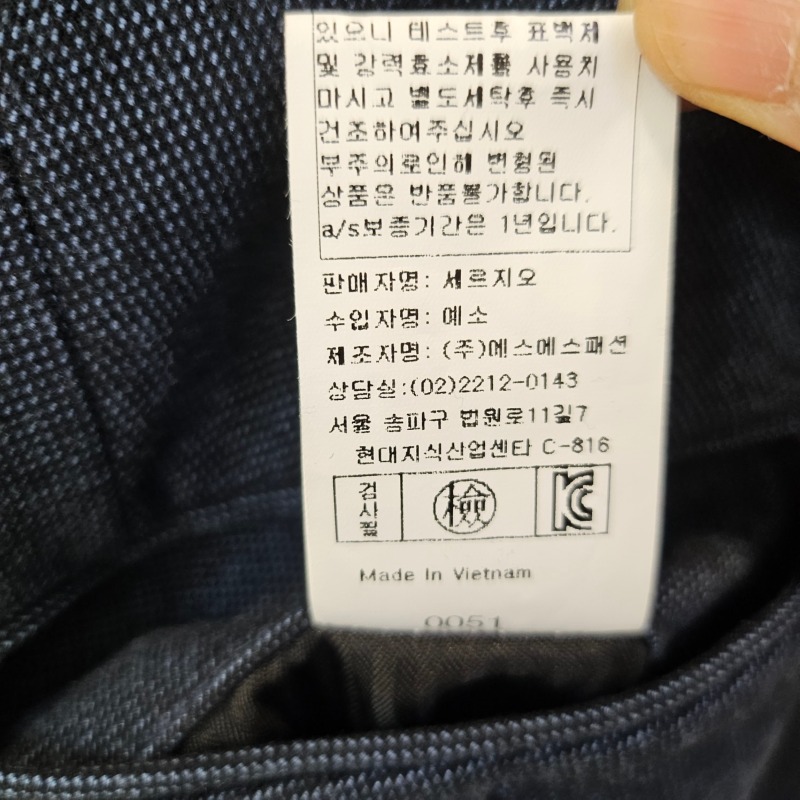 있으니 테스트후 표백제
및 강력효소제품 사용치
마시고 별도세탁후 즉시
건조하여주십시오
부주의로인해 변형된
상품은 반품불가합니다.
a/s보증기간은 1년입니다.
판매자명: 세르지오
수입자명: 예소
제조자명: (주)에스에스패션
상담실:(02)2212-0143
서울 송파구 법원로11길7
현대지식산업센타 C-816
검사필 檢 KC
Made In Vietnam
0051